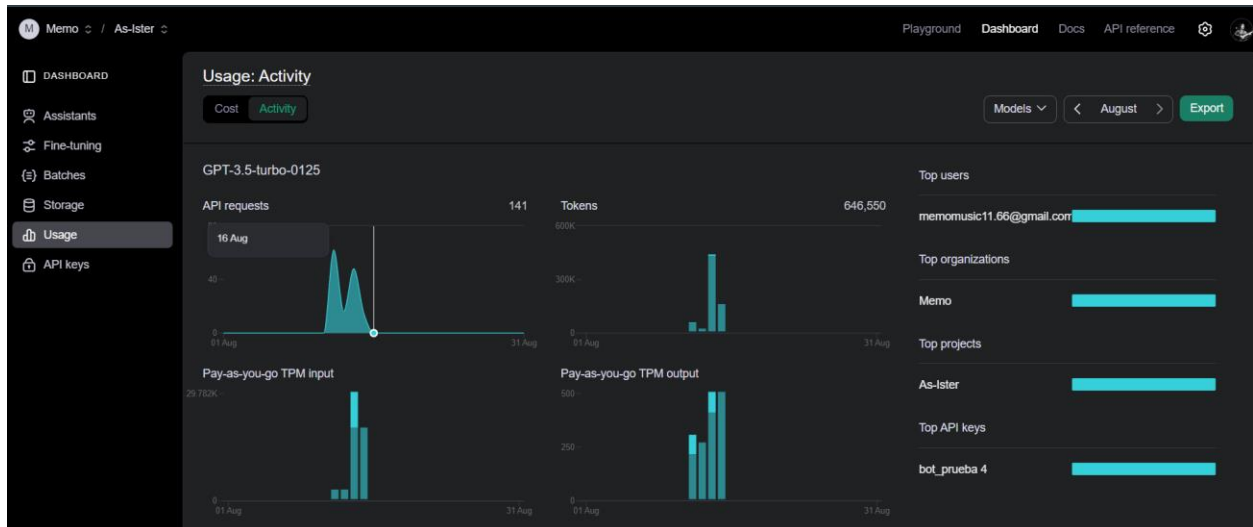 M Memo / As-Ister
Playground Dashboard Docs API reference
DASHBOARD
Assistants
Fine-tuning
Batches
Storage
Usage
API keys
Usage: Activity
Cost Activity
Models August Export
GPT-3.5-turbo-0125
API requests 141
16 Aug
40
0
01 Aug 31 Aug
Tokens 646,550
600K
300K
0
01 Aug 31 Aug
Pay-as-you-go TPM input
29.782K
0
01 Aug 31 Aug
Pay-as-you-go TPM output
500
250
0
01 Aug 31 Aug
Top users
memomusic11.66@gmail.com
Top organizations
Memo
Top projects
As-Ister
Top API keys
bot_prueba 4